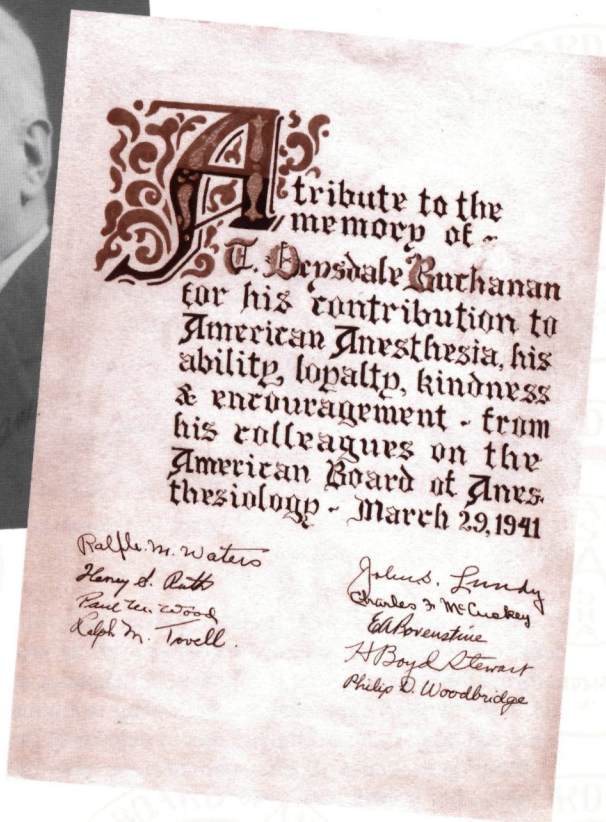 A tribute to the
memory of -
T. Drysdale Buchanan
for his contribution to
American Anesthesia, his
ability, loyalty, kindness
& encouragement - from
his colleagues on the
American Board of Anes-
thesiology - March 29, 1941
Ralph M. Waters
Henry S. Ruth
Paul M. Wood
Ralph M. Tovell.
John S. Lundy
Charles F. McCuskey
EARovenstine
H Boyd Stewart
Philip D. Woodbridge